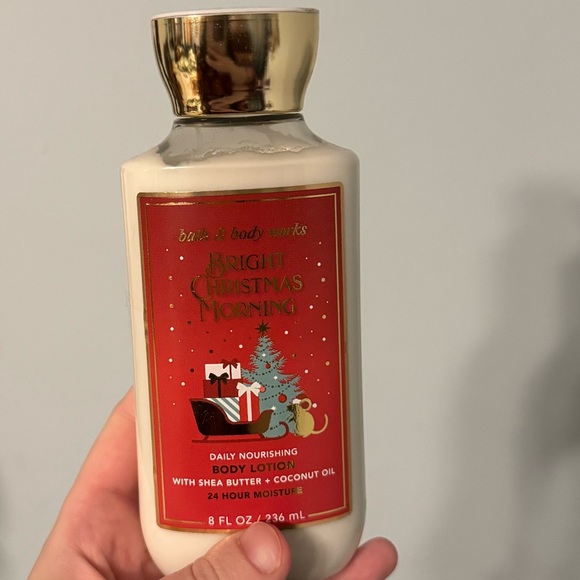 bath & body works
BRIGHT
CHRISTMAS
MORNING
DAILY NOURISHING
BODY LOTION
WITH SHEA BUTTER + COCONUT OIL
24 HOUR MOISTURE
8 FL OZ / 236 mL